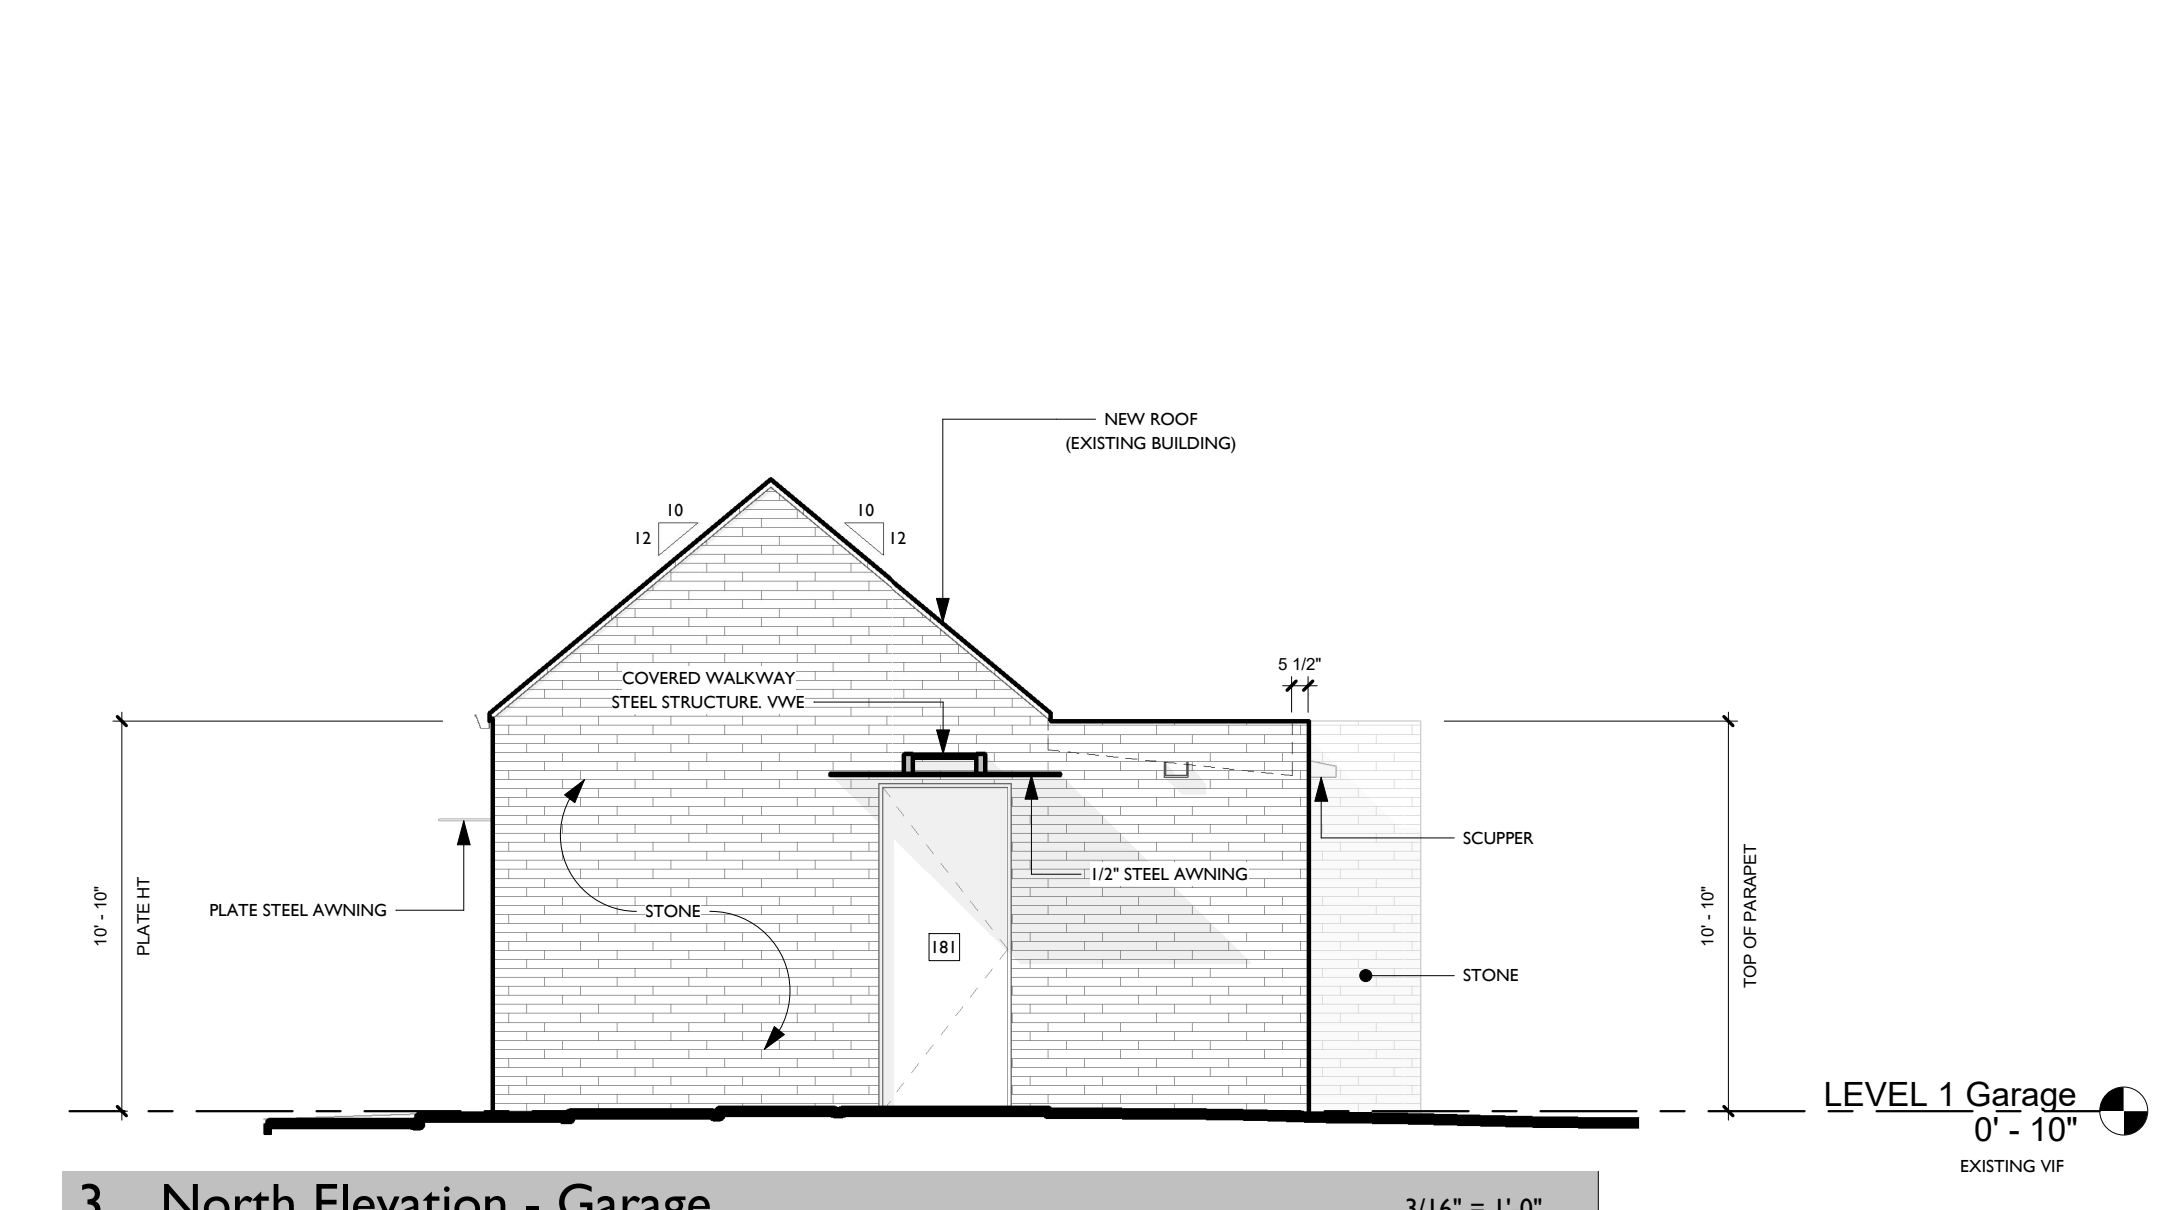 NEW ROOF
(EXISTING BUILDING)
10
12
10
12
5 1/2"
COVERED WALKWAY
STEEL STRUCTURE. VWE
SCUPPER
1/2" STEEL AWNING
10' - 10"
PLATE HT
PLATE STEEL AWNING
STONE
181
STONE
10' - 10"
TOP OF PARAPET
LEVEL 1 Garage
0' - 10"
EXISTING VIF
3 North Elevation - Garage
3/16" = 1'-0"